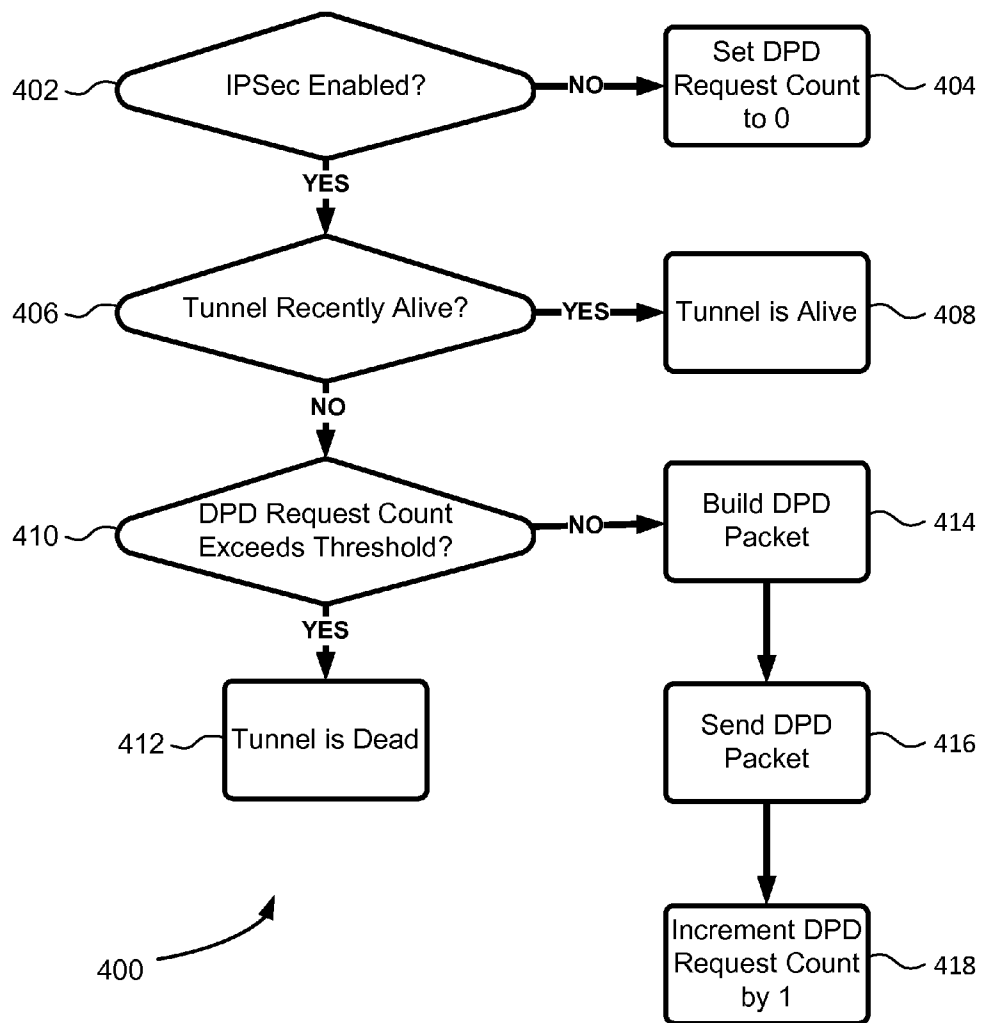 402
IPSec Enabled?
NO
Set DPD
Request Count
to 0
404
YES
406
Tunnel Recently Alive?
YES
Tunnel is Alive
408
NO
410
DPD Request Count
Exceeds Threshold?
NO
Build DPD
Packet
414
YES
412
Tunnel is Dead
Send DPD
Packet
416
400
Increment DPD
Request Count
by 1
418